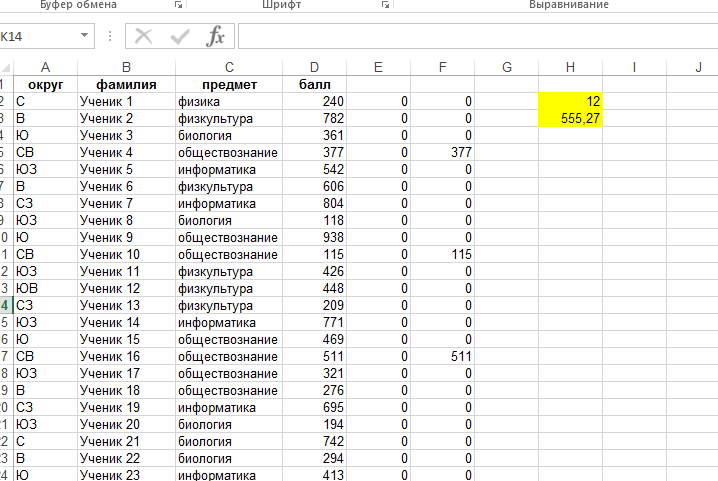 Буфер обмена Шрифт Выравнивание
K14 fx
A B C D E F G H I J
1 округ фамилия предмет балл
2 С Ученик 1 физика 240 0 0 12
3 В Ученик 2 физкультура 782 0 0 555,27
4 Ю Ученик 3 биология 361 0 0
5 СВ Ученик 4 обществознание 377 0 377
6 ЮЗ Ученик 5 информатика 542 0 0
7 В Ученик 6 физкультура 606 0 0
8 СЗ Ученик 7 информатика 804 0 0
9 ЮЗ Ученик 8 биология 118 0 0
0 Ю Ученик 9 обществознание 938 0 0
1 СВ Ученик 10 обществознание 115 0 115
2 ЮЗ Ученик 11 физкультура 426 0 0
3 ЮВ Ученик 12 физкультура 448 0 0
4 СЗ Ученик 13 физкультура 209 0 0
5 ЮЗ Ученик 14 информатика 771 0 0
6 Ю Ученик 15 обществознание 469 0 0
7 СВ Ученик 16 обществознание 511 0 511
8 ЮЗ Ученик 17 обществознание 321 0 0
9 В Ученик 18 обществознание 276 0 0
20 СЗ Ученик 19 информатика 695 0 0
21 ЮЗ Ученик 20 биология 194 0 0
22 С Ученик 21 биология 742 0 0
23 В Ученик 22 биология 294 0 0
24 Ю Ученик 23 информатика 413 0 0